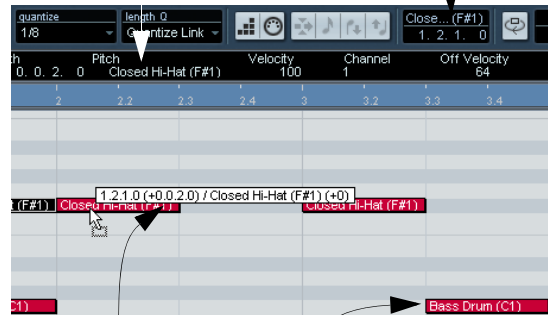 quantize length Q Close... (F#1)
1/8 Quantize Link 1. 2. 1. 0
Pitch Velocity Channel Off Velocity
0. 0. 2. 0 Closed Hi-Hat (F#1) 100 1 64
2 2.2 2.3 2.4 3 3.2 3.3 3.4
1.2.1.0 (+0.0.2.0) / Closed Hi-Hat (F#1) (+0)
(F#1) Closed Hi-Hat (F#1) Closed Hi-Hat (F#1)
C1) Bass Drum (C1)